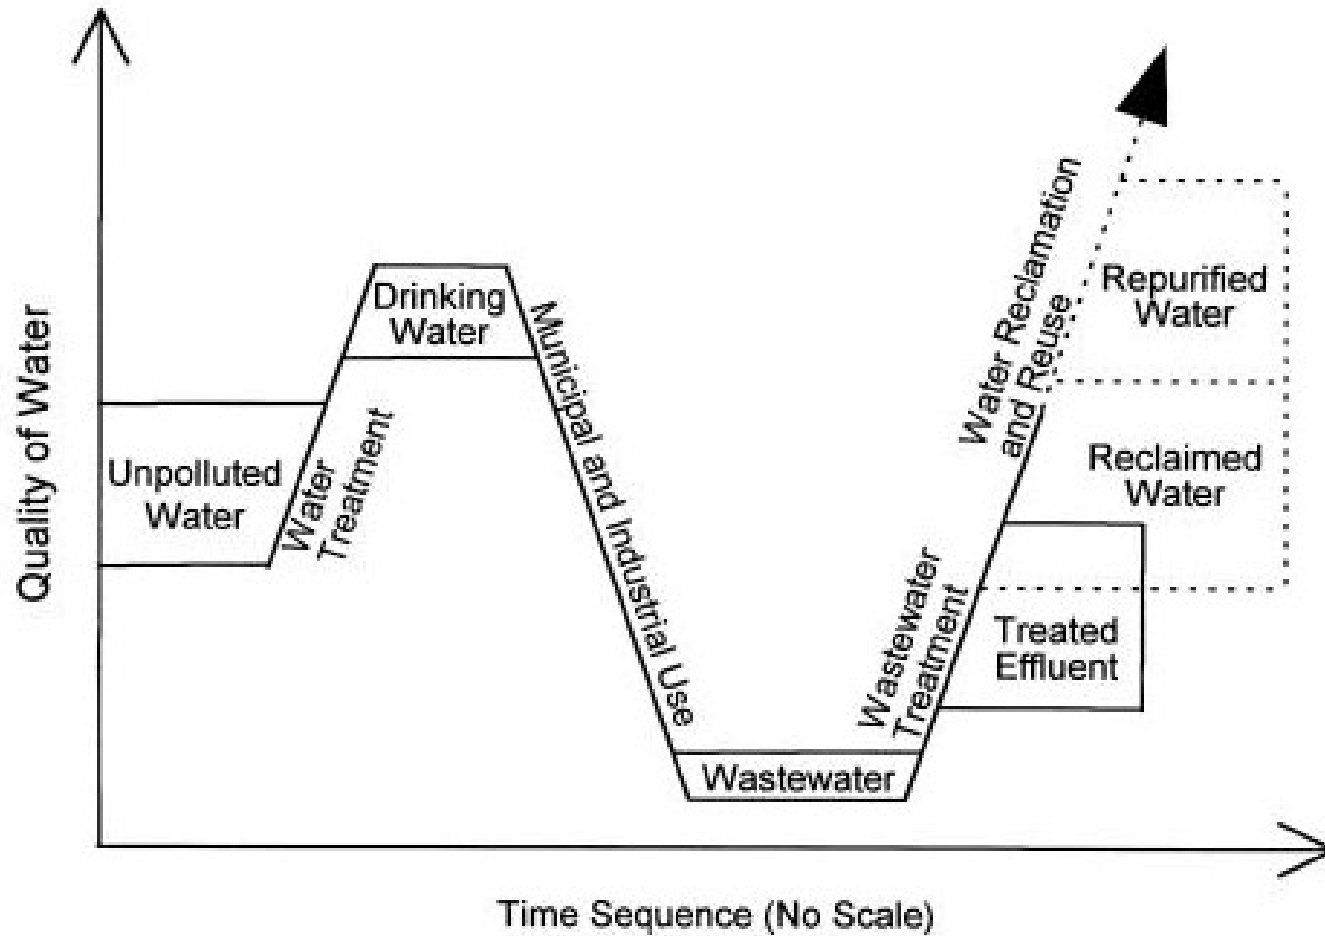 Quality of Water
Unpolluted
Water
Water
Treatment
Drinking
Water
Municipal and Industrial Use
Wastewater
Wastewater
Treatment
Treated
Effluent
Water Reclamation
and Reuse
Reclaimed
Water
Repurified
Water
Time Sequence (No Scale)